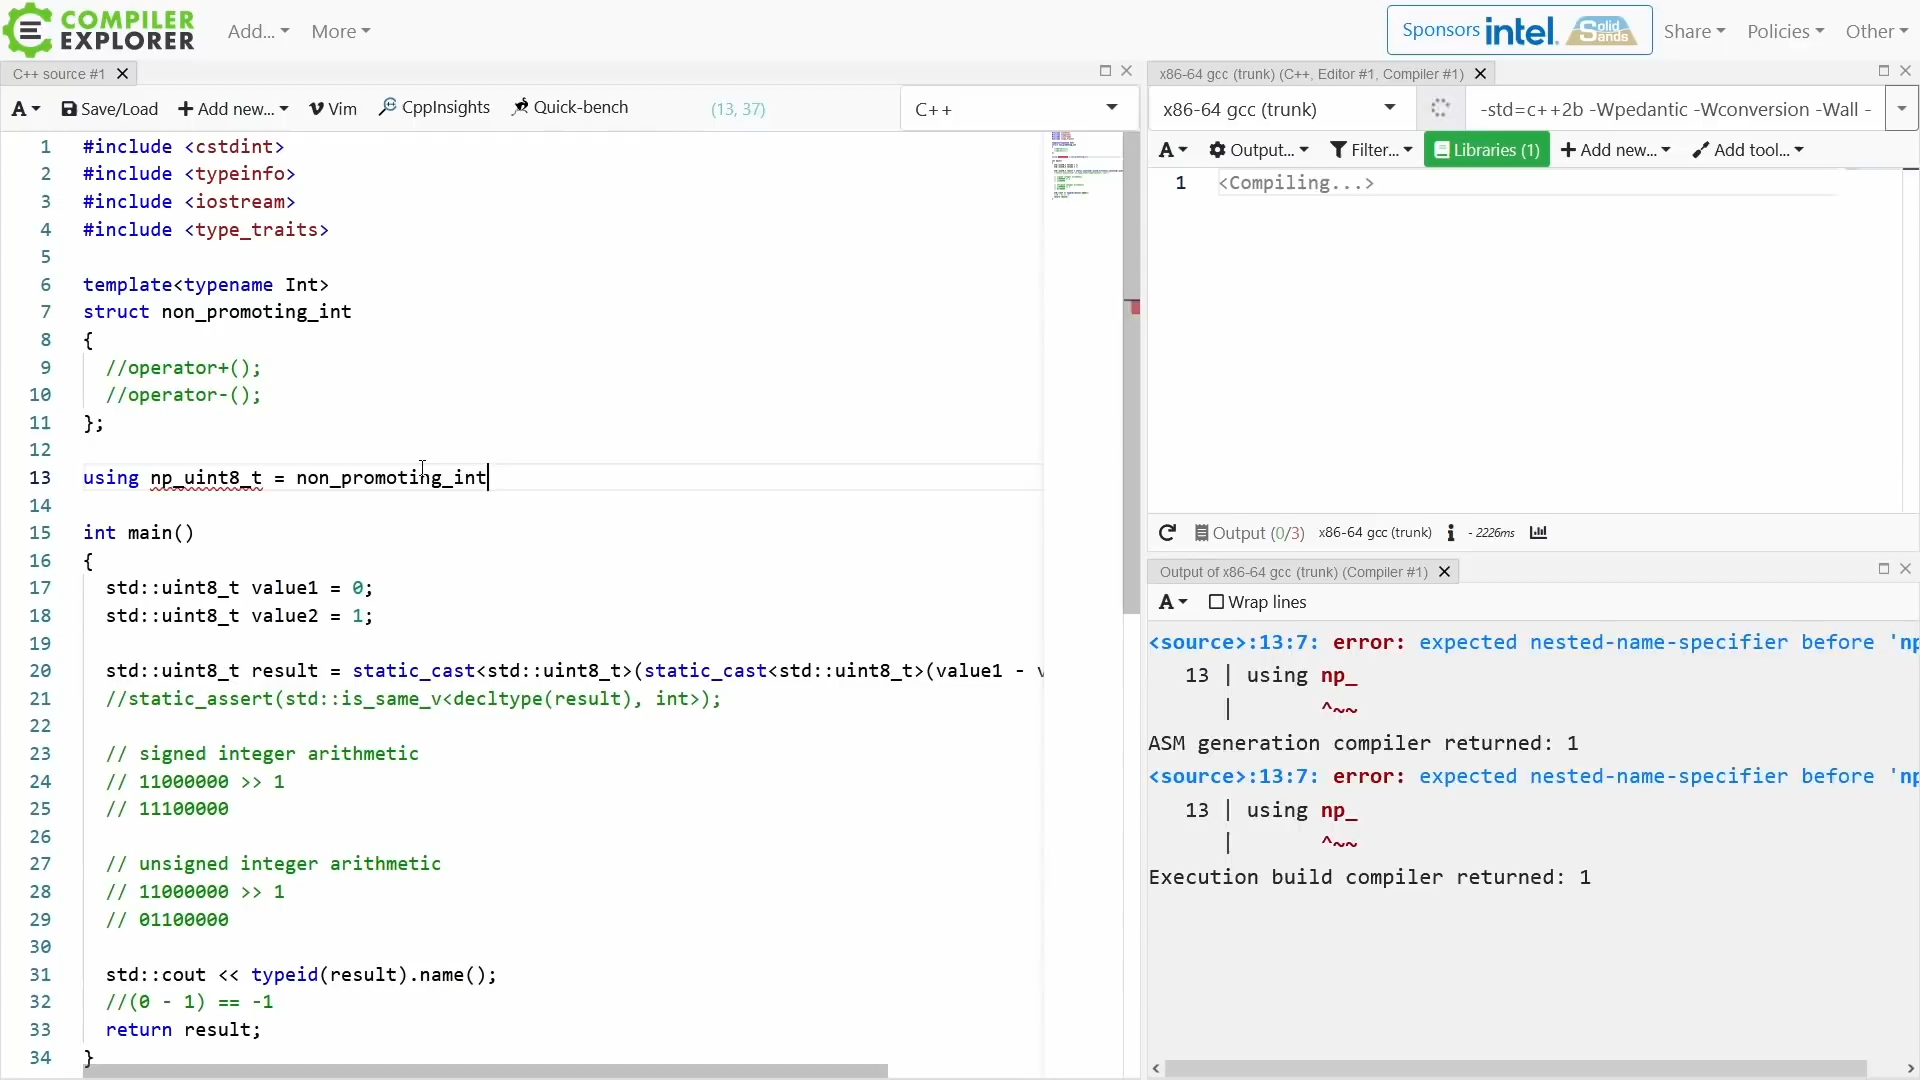 COMPILER EXPLORER
Add...
More
Sponsors intel. Solid Sands
Share
Policies
Other
C++ source #1
A
Save/Load
Add new...
Vim
CppInsights
Quick-bench
(13, 37)
C++
1 #include <cstdint>
2 #include <typeinfo>
3 #include <iostream>
4 #include <type_traits>
5
6 template<typename Int>
7 struct non_promoting_int
8 {
9 //operator+();
10 //operator-();
11 };
12
13 using np_uint8_t = non_promoting_int
14
15 int main()
16 {
17 std::uint8_t value1 = 0;
18 std::uint8_t value2 = 1;
19
20 std::uint8_t result = static_cast<std::uint8_t>(static_cast<std::uint8_t>(value1 - v
21 //static_assert(std::is_same_v<decltype(result), int>);
22
23 // signed integer arithmetic
24 // 11000000 >> 1
25 // 11100000
26
27 // unsigned integer arithmetic
28 // 11000000 >> 1
29 // 01100000
30
31 std::cout << typeid(result).name();
32 //(0 - 1) == -1
33 return result;
34 }
x86-64 gcc (trunk) (C++, Editor #1, Compiler #1)
x86-64 gcc (trunk)
-std=c++2b -Wpedantic -Wconversion -Wall -
A
Output...
Filter...
Libraries (1)
Add new...
Add tool...
1 <Compiling...>
Output (0/3) x86-64 gcc (trunk) i - 2226ms
Output of x86-64 gcc (trunk) (Compiler #1)
A
Wrap lines
<source>:13:7: error: expected nested-name-specifier before 'np
13 | using np_
| ^~~
ASM generation compiler returned: 1
<source>:13:7: error: expected nested-name-specifier before 'np
13 | using np_
| ^~~
Execution build compiler returned: 1